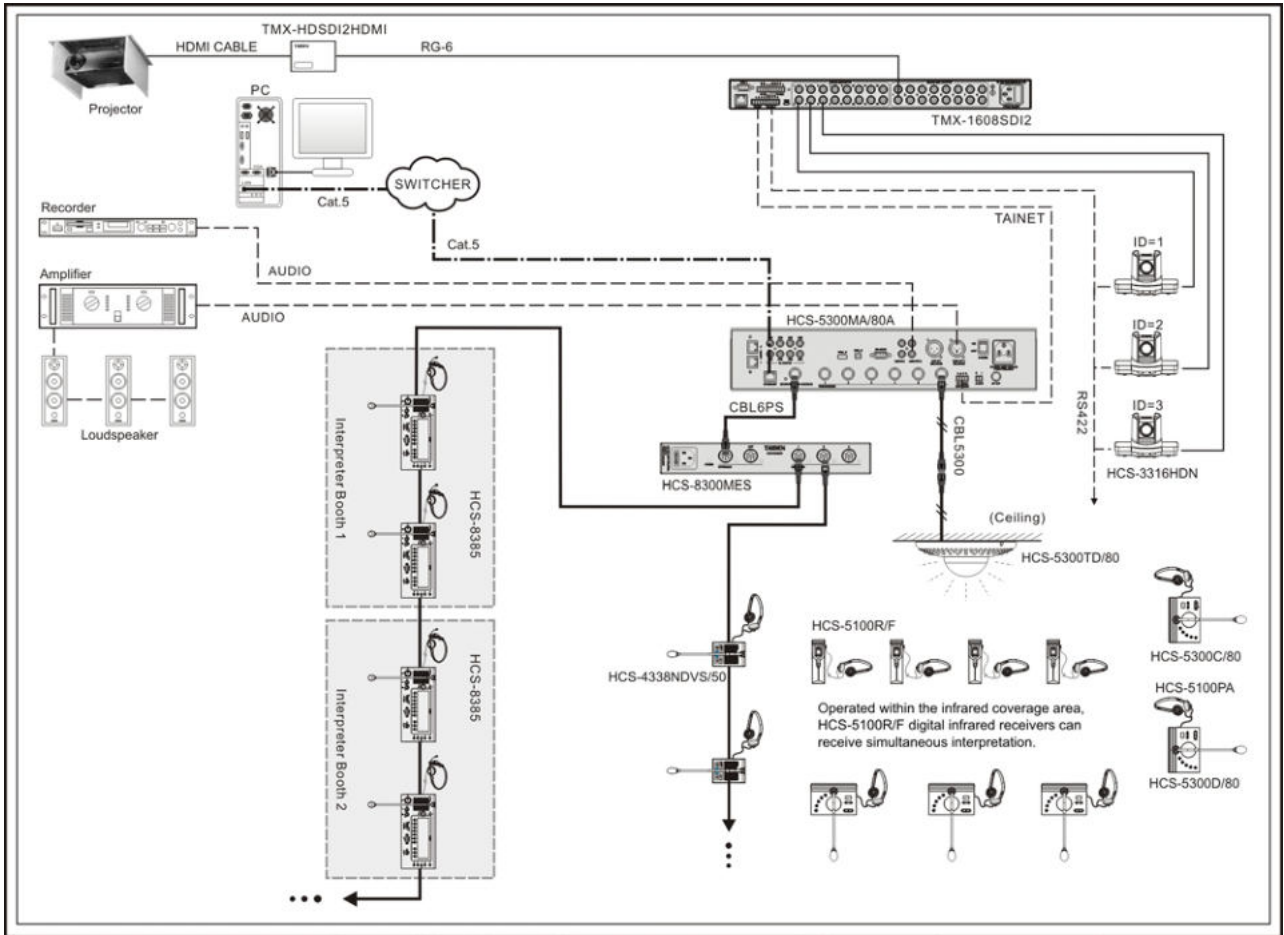 TMX-HDSDI2HDMI
HDMI CABLE
RG-6
Projector
PC
TMX-1608SDI2
SWITCHER
Cat.5
TAINET
Recorder
Cat.5
ID=1
AUDIO
Amplifier
AUDIO
HCS-5300MA/80A
ID=2
CBL6PS
RS422
ID=3
Loudspeaker
Interpreter Booth 1
HCS-8385
CBL5300
HCS-3316HDN
HCS-8300MES
(Ceiling)
HCS-5300TD/80
HCS-5100R/F
HCS-5300C/80
HCS-4338NDVS/50
HCS-5100PA
Interpreter Booth 2
HCS-8385
Operated within the infrared coverage area,
HCS-5100R/F digital infrared receivers can
receive simultaneous interpretation.
HCS-5300D/80